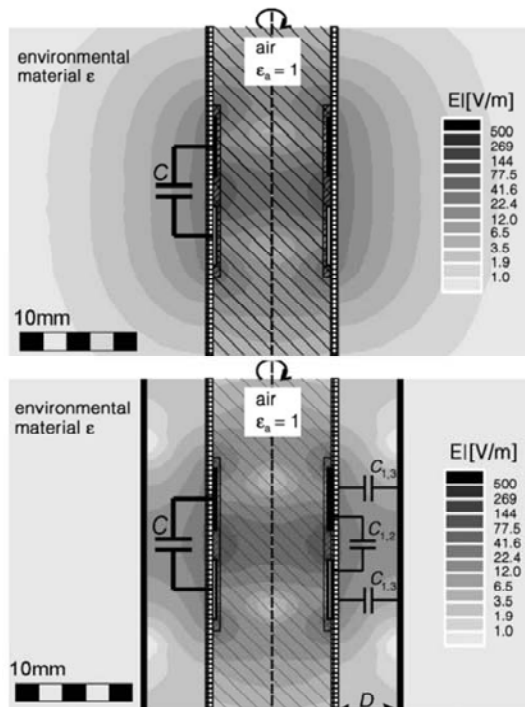 environmental
material ε
air
εa = 1
C
10mm
E|[V/m]
500
269
144
77.5
41.6
22.4
12.0
6.5
3.5
1.9
1.0
environmental
material ε
air
εa = 1
C
C1,3
C1,2
C1,3
10mm
D
E|[V/m]
500
269
144
77.5
41.6
22.4
12.0
6.5
3.5
1.9
1.0